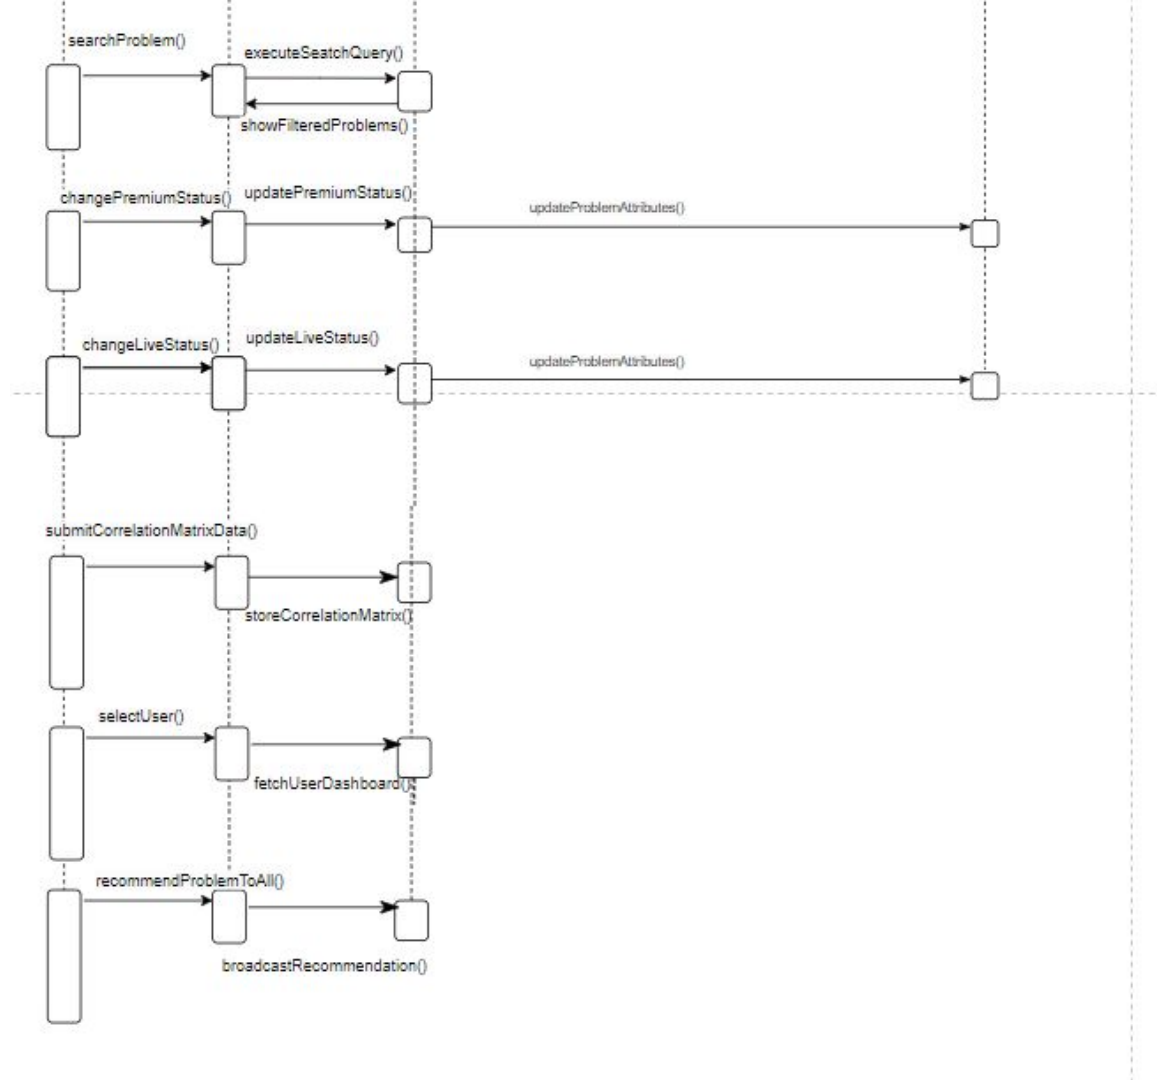 searchProblem()
executeSeatchQuery()
showFilteredProblems()
changePremiumStatus()
updatePremiumStatus()
updateProblemAttributes()
changeLiveStatus()
updateLiveStatus()
updateProblemAttributes()
submitCorrelationMatrixData()
storeCorrelationMatrix()
selectUser()
fetchUserDashboard()
recommendProblemToAll()
broadcastRecommendation()